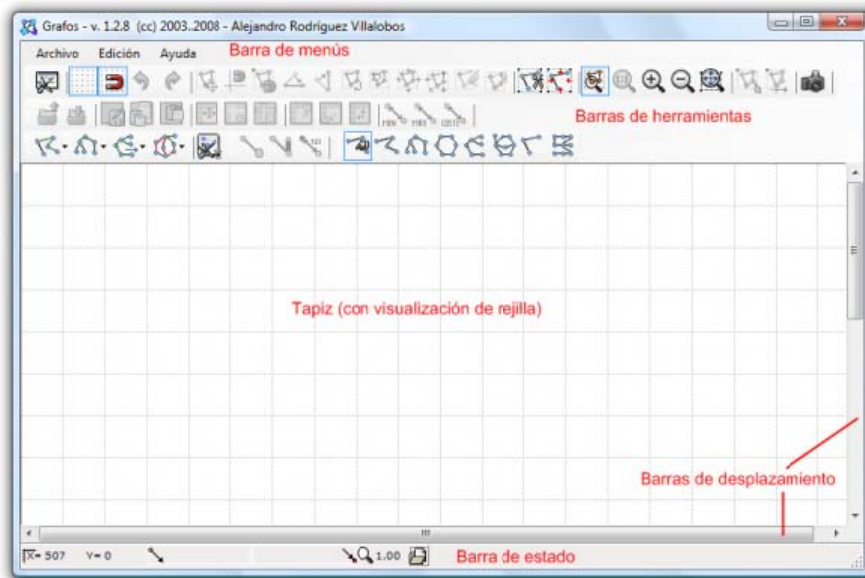 Grafos - v. 1.2.8 (cc) 2003..2008 - Alejandro Rodríguez Villalobos
Archivo Edición Ayuda Barra de menús
Barras de herramientas
Tapiz (con visualización de rejilla)
Barras de desplazamiento
X= 507 Y= 0 1.00 Barra de estado